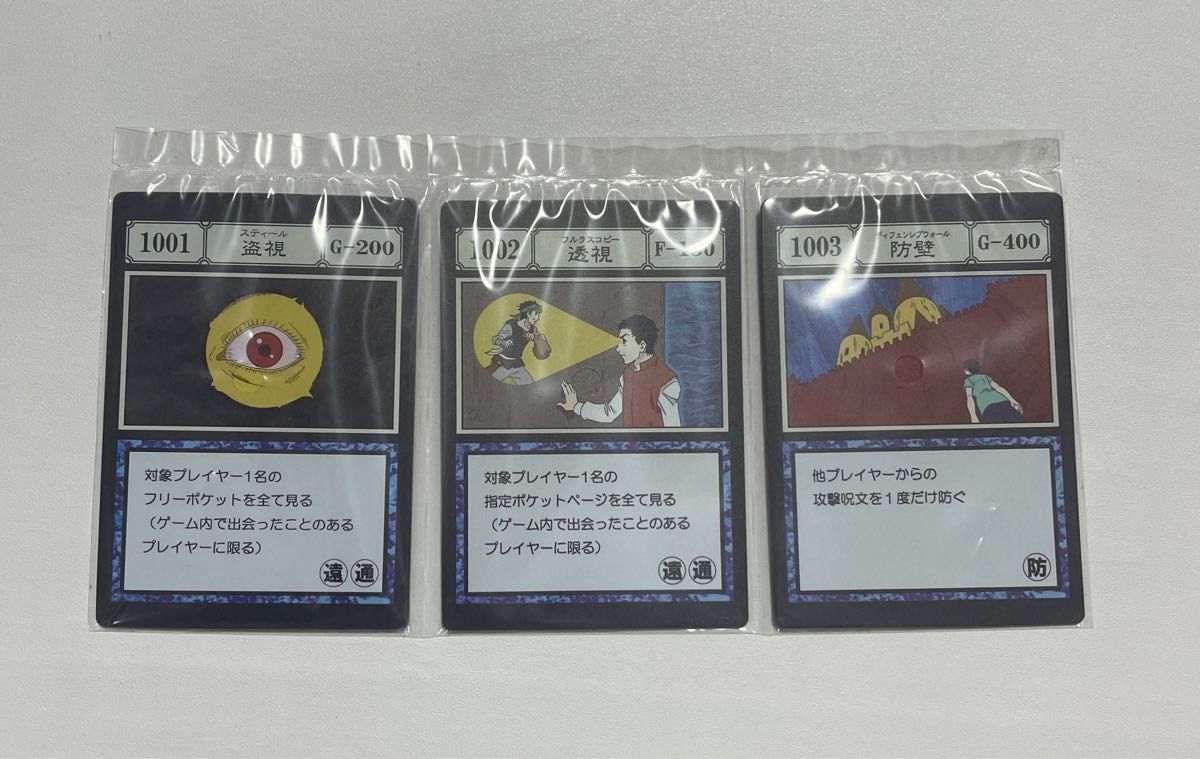 1001
スティール
盗視
G-200
対象プレイヤー1名の
フリーポケットを全て見る
（ゲーム内で出会ったことのある
プレイヤーに限る）
遠 通
1002
フルラスコピー
透視
対象プレイヤー1名の
指定ポケットページを全て見る
（ゲーム内で出会ったことのある
プレイヤーに限る）
遠 通
1003
ディフェンシブウォール
防壁
G-400
他プレイヤーからの
攻撃呪文を1度だけ防ぐ
防